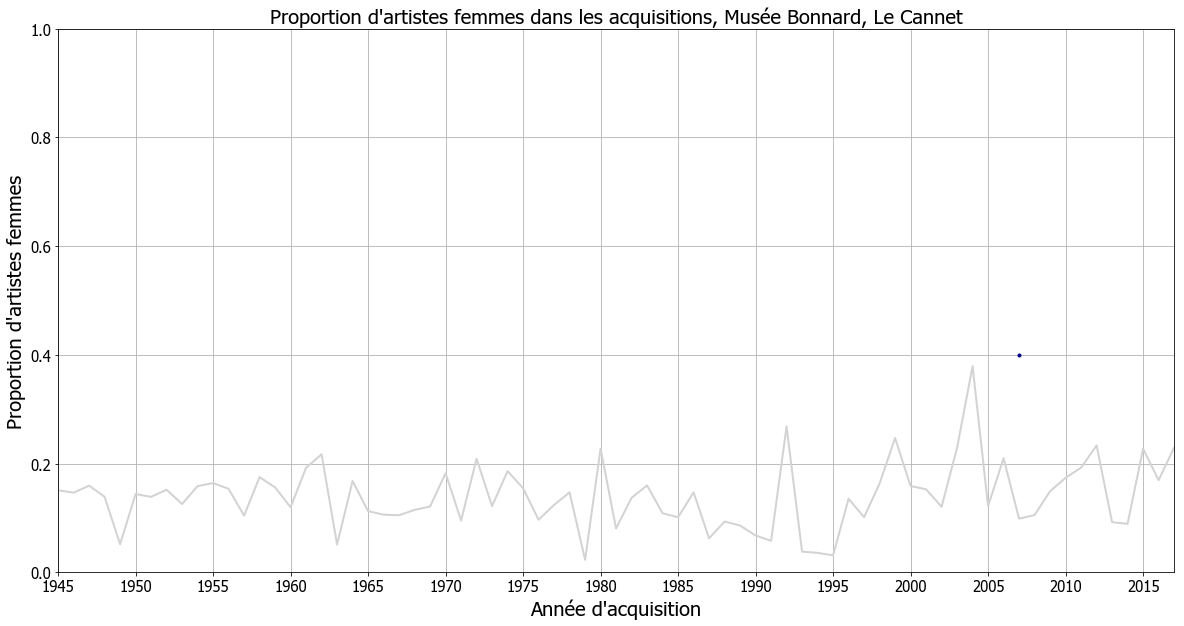 Proportion d'artistes femmes dans les acquisitions, Musée Bonnard, Le Cannet
1.0
0.8
0.6
0.4
0.2
0.0
Proportion d'artistes femmes
1945 1950 1955 1960 1965 1970 1975 1980 1985 1990 1995 2000 2005 2010 2015
Année d'acquisition